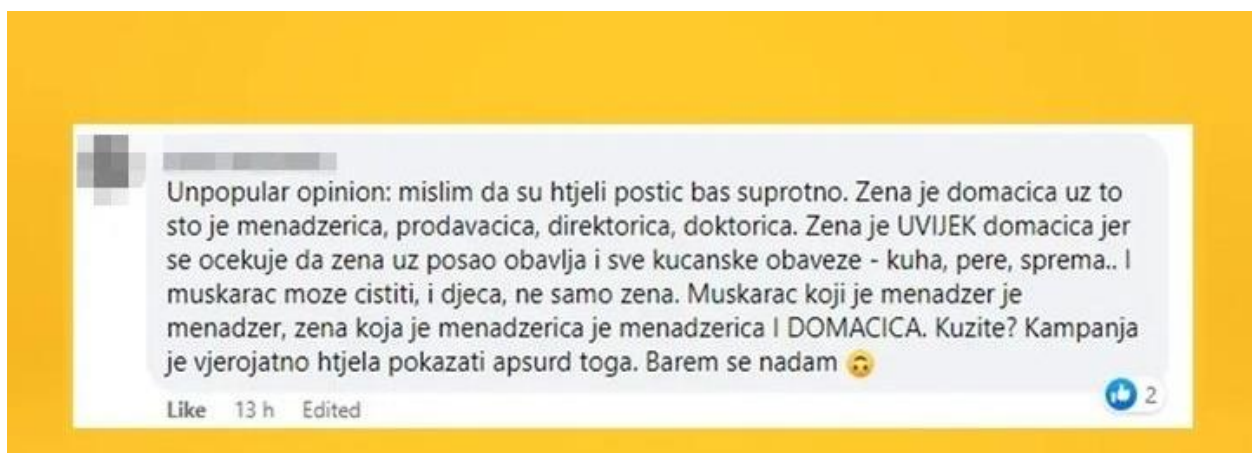 Unpopular opinion: mislim da su htjeli postic bas suprotno. Zena je domacica uz to
sto je menadzerica, prodavacica, direktorica, doktorica. Zena je UVIJEK domacica jer
se ocekuje da zena uz posao obavlja i sve kucanske obaveze - kuha, pere, sprema.. I
muskarac moze cistiti, i djeca, ne samo zena. Muskarac koji je menadzer je
menadzer, zena koja je menadzerica je menadzerica I DOMACICA. Kuzite? Kampanja
je vjerojatno htjela pokazati apsurd toga. Barem se nadam 🙃
2
Like 13 h Edited